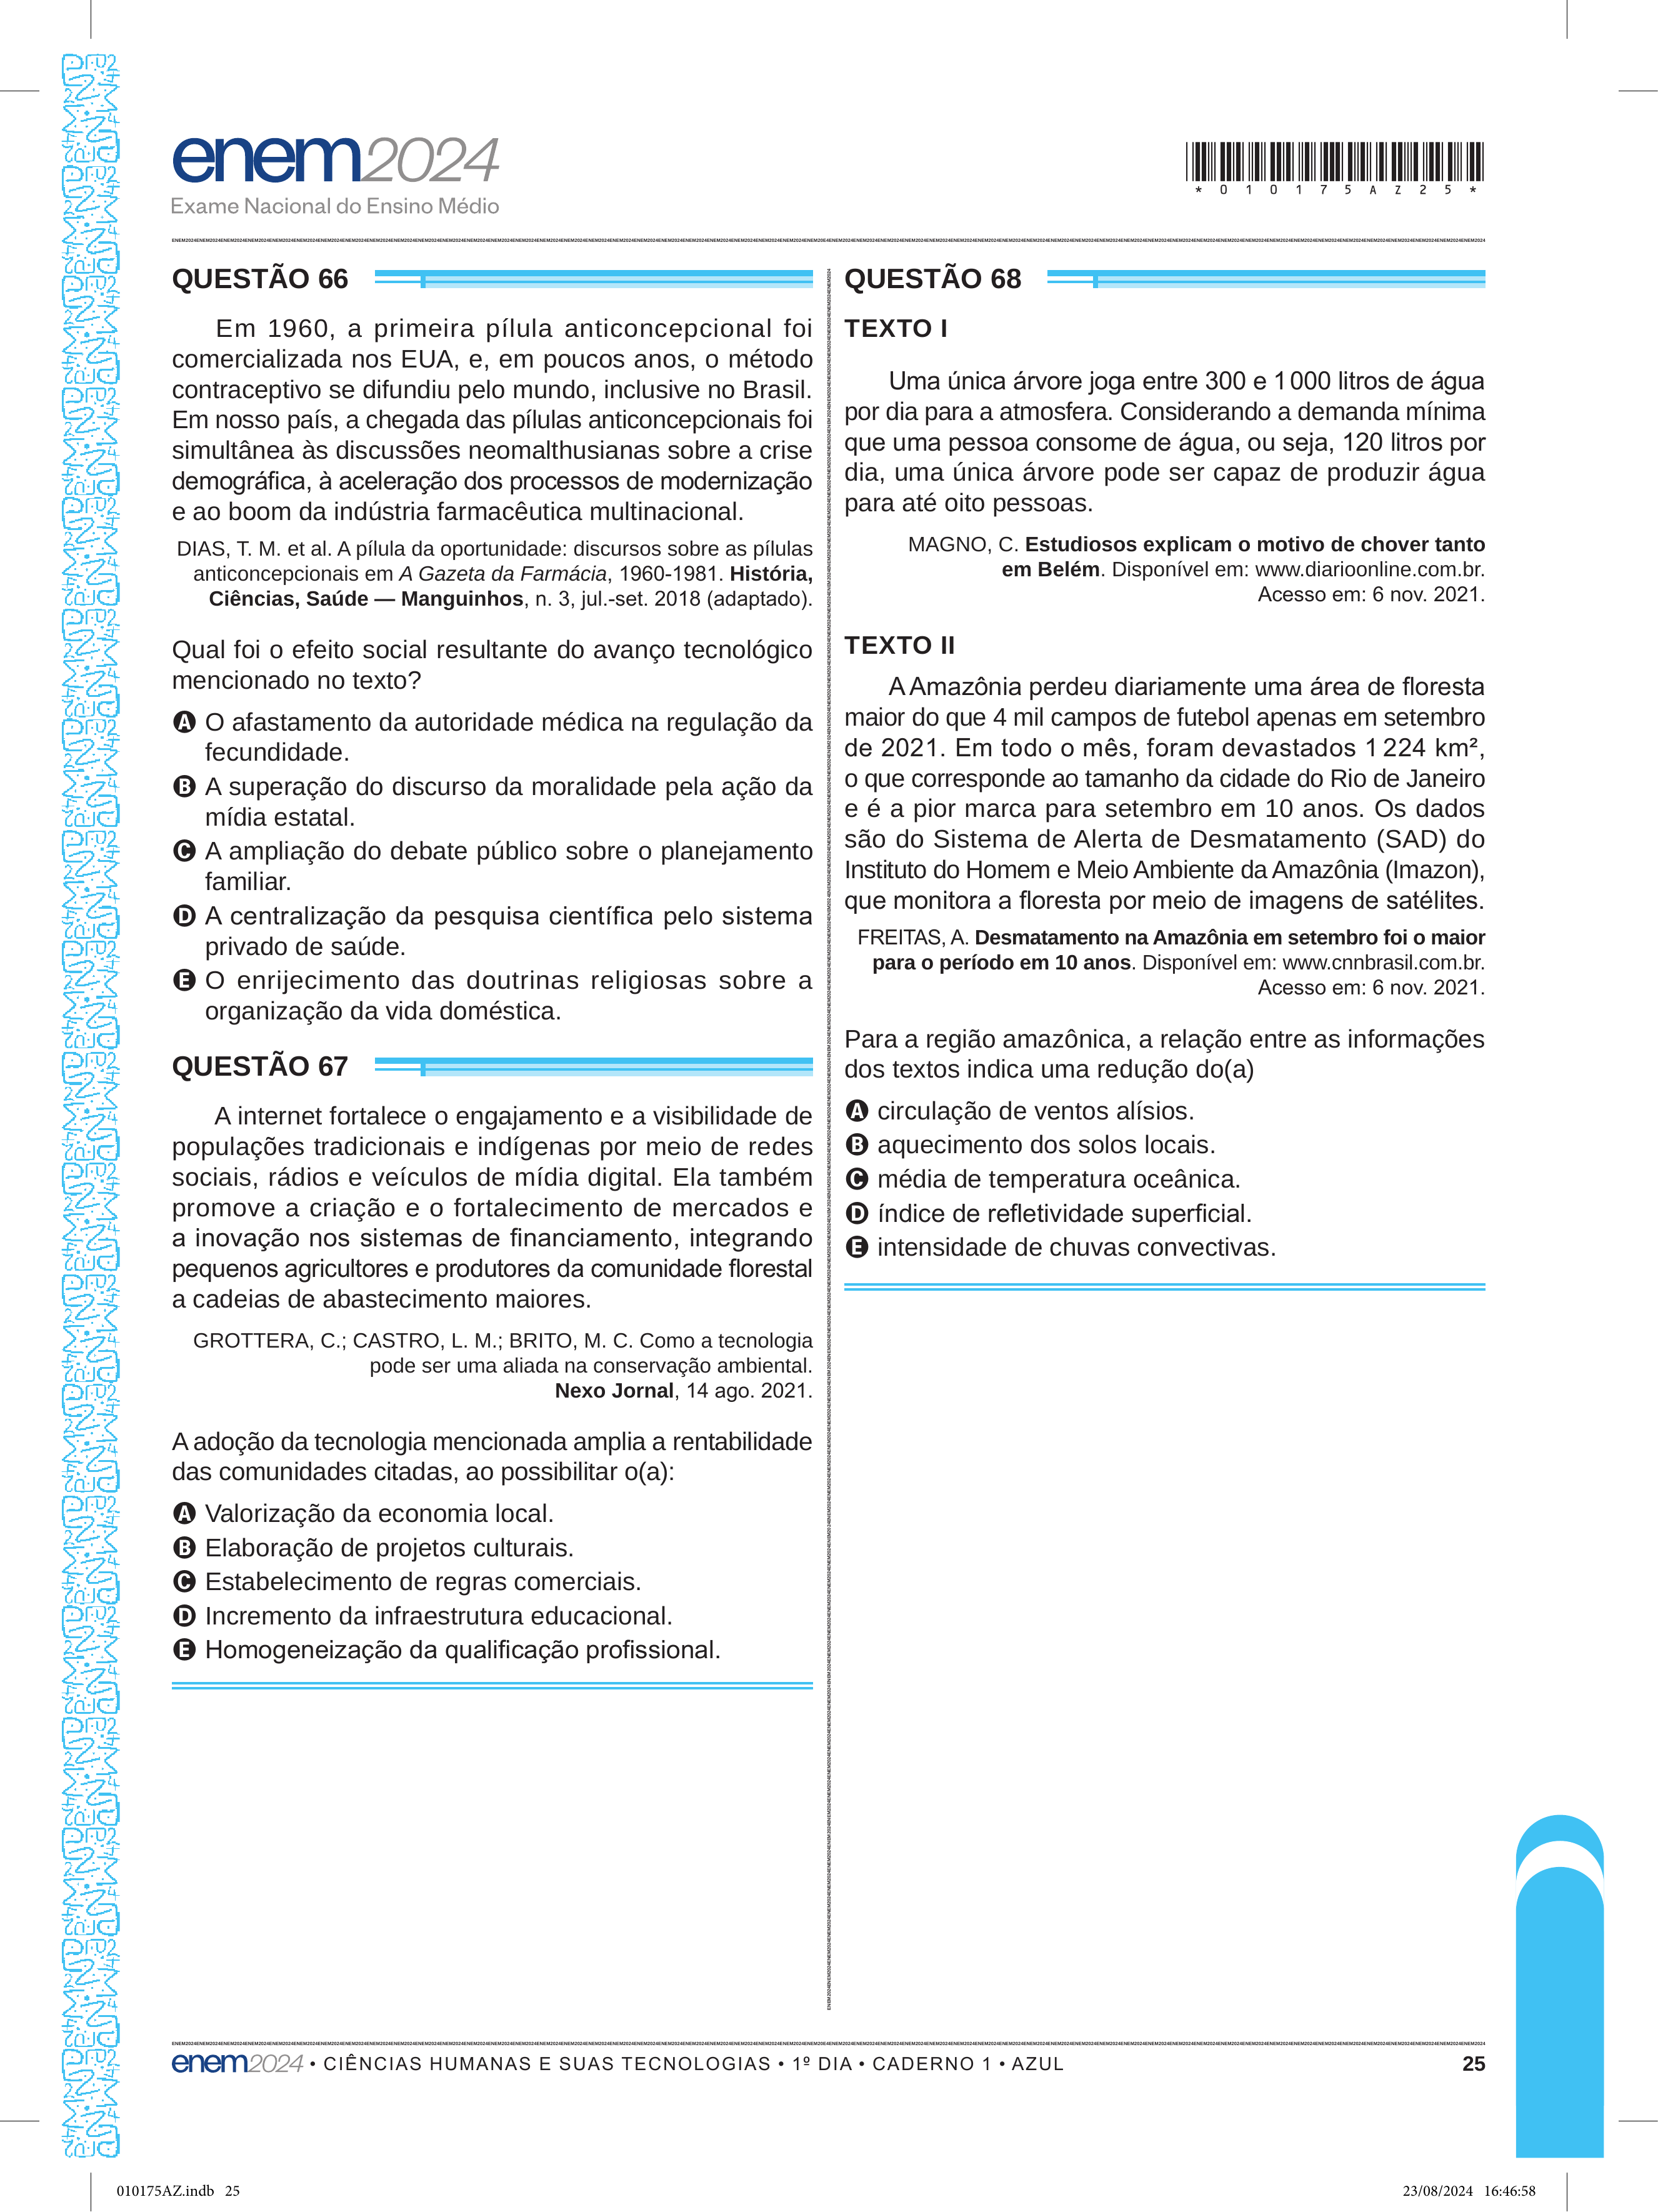 enem2024
Exame Nacional do Ensino Médio
*010175AZ25*
QUESTÃO 66
Em 1960, a primeira pílula anticoncepcional foi
comercializada nos EUA, e, em poucos anos, o método
contraceptivo se difundiu pelo mundo, inclusive no Brasil.
Em nosso país, a chegada das pílulas anticoncepcionais foi
simultânea às discussões neomalthusianas sobre a crise
demográfica, à aceleração dos processos de modernização
e ao boom da indústria farmacêutica multinacional.
DIAS, T. M. et al. A pílula da oportunidade: discursos sobre as pílulas
anticoncepcionais em A Gazeta da Farmácia, 1960-1981. História,
Ciências, Saúde — Manguinhos, n. 3, jul.-set. 2018 (adaptado).
Qual foi o efeito social resultante do avanço tecnológico
mencionado no texto?
A O afastamento da autoridade médica na regulação da
fecundidade.
B A superação do discurso da moralidade pela ação da
mídia estatal.
C A ampliação do debate público sobre o planejamento
familiar.
D A centralização da pesquisa científica pelo sistema
privado de saúde.
E O enrijecimento das doutrinas religiosas sobre a
organização da vida doméstica.
QUESTÃO 67
A internet fortalece o engajamento e a visibilidade de
populações tradicionais e indígenas por meio de redes
sociais, rádios e veículos de mídia digital. Ela também
promove a criação e o fortalecimento de mercados e
a inovação nos sistemas de financiamento, integrando
pequenos agricultores e produtores da comunidade florestal
a cadeias de abastecimento maiores.
GROTTERA, C.; CASTRO, L. M.; BRITO, M. C. Como a tecnologia
pode ser uma aliada na conservação ambiental.
Nexo Jornal, 14 ago. 2021.
A adoção da tecnologia mencionada amplia a rentabilidade
das comunidades citadas, ao possibilitar o(a):
A Valorização da economia local.
B Elaboração de projetos culturais.
C Estabelecimento de regras comerciais.
D Incremento da infraestrutura educacional.
E Homogeneização da qualificação profissional.
QUESTÃO 68
TEXTO I
Uma única árvore joga entre 300 e 1 000 litros de água
por dia para a atmosfera. Considerando a demanda mínima
que uma pessoa consome de água, ou seja, 120 litros por
dia, uma única árvore pode ser capaz de produzir água
para até oito pessoas.
MAGNO, C. Estudiosos explicam o motivo de chover tanto
em Belém. Disponível em: www.diarioonline.com.br.
Acesso em: 6 nov. 2021.
TEXTO II
A Amazônia perdeu diariamente uma área de floresta
maior do que 4 mil campos de futebol apenas em setembro
de 2021. Em todo o mês, foram devastados 1 224 km²,
o que corresponde ao tamanho da cidade do Rio de Janeiro
e é a pior marca para setembro em 10 anos. Os dados
são do Sistema de Alerta de Desmatamento (SAD) do
Instituto do Homem e Meio Ambiente da Amazônia (Imazon),
que monitora a floresta por meio de imagens de satélites.
FREITAS, A. Desmatamento na Amazônia em setembro foi o maior
para o período em 10 anos. Disponível em: www.cnnbrasil.com.br.
Acesso em: 6 nov. 2021.
Para a região amazônica, a relação entre as informações
dos textos indica uma redução do(a)
A circulação de ventos alísios.
B aquecimento dos solos locais.
C média de temperatura oceânica.
D índice de refletividade superficial.
E intensidade de chuvas convectivas.
enem2024 • CIÊNCIAS HUMANAS E SUAS TECNOLOGIAS • 1º DIA • CADERNO 1 • AZUL
25
010175AZ.indb 25
23/08/2024 16:46:58